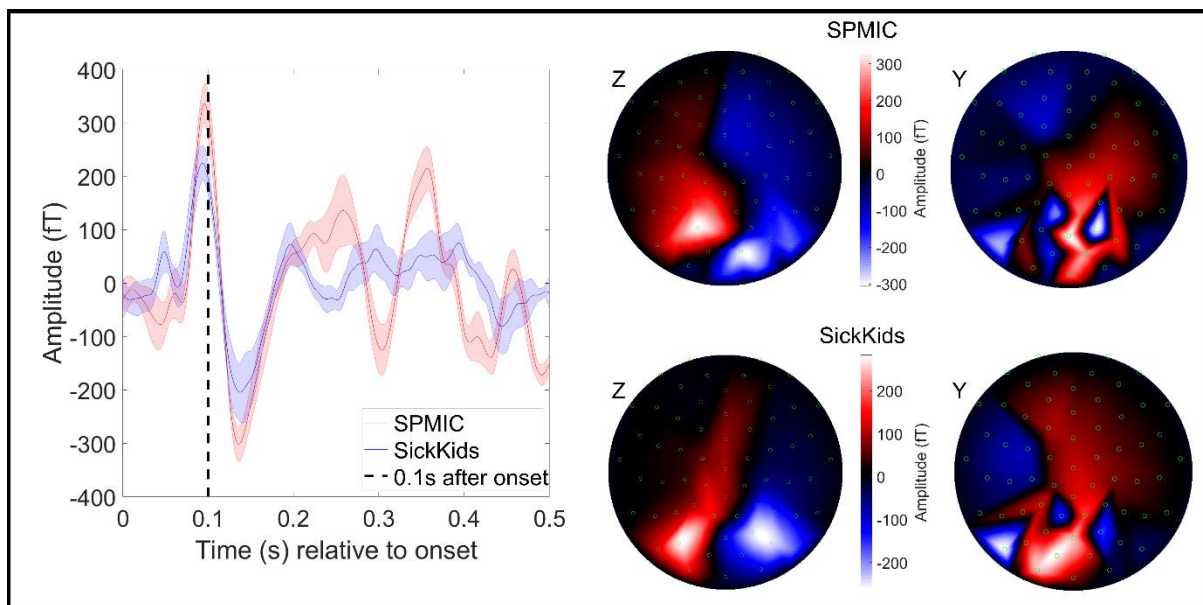 400
300
200
100
0
-100
-200
-300
-400
Amplitude (fT)
0
0.1
0.2
0.3
0.4
0.5
Time (s) relative to onset
SPMIC
SickKids
0.1s after onset
SPMIC
Z
300
200
100
0
-100
-200
-300
Amplitude (fT)
Y
SickKids
Z
200
100
0
-100
-200
Amplitude (fT)
Y